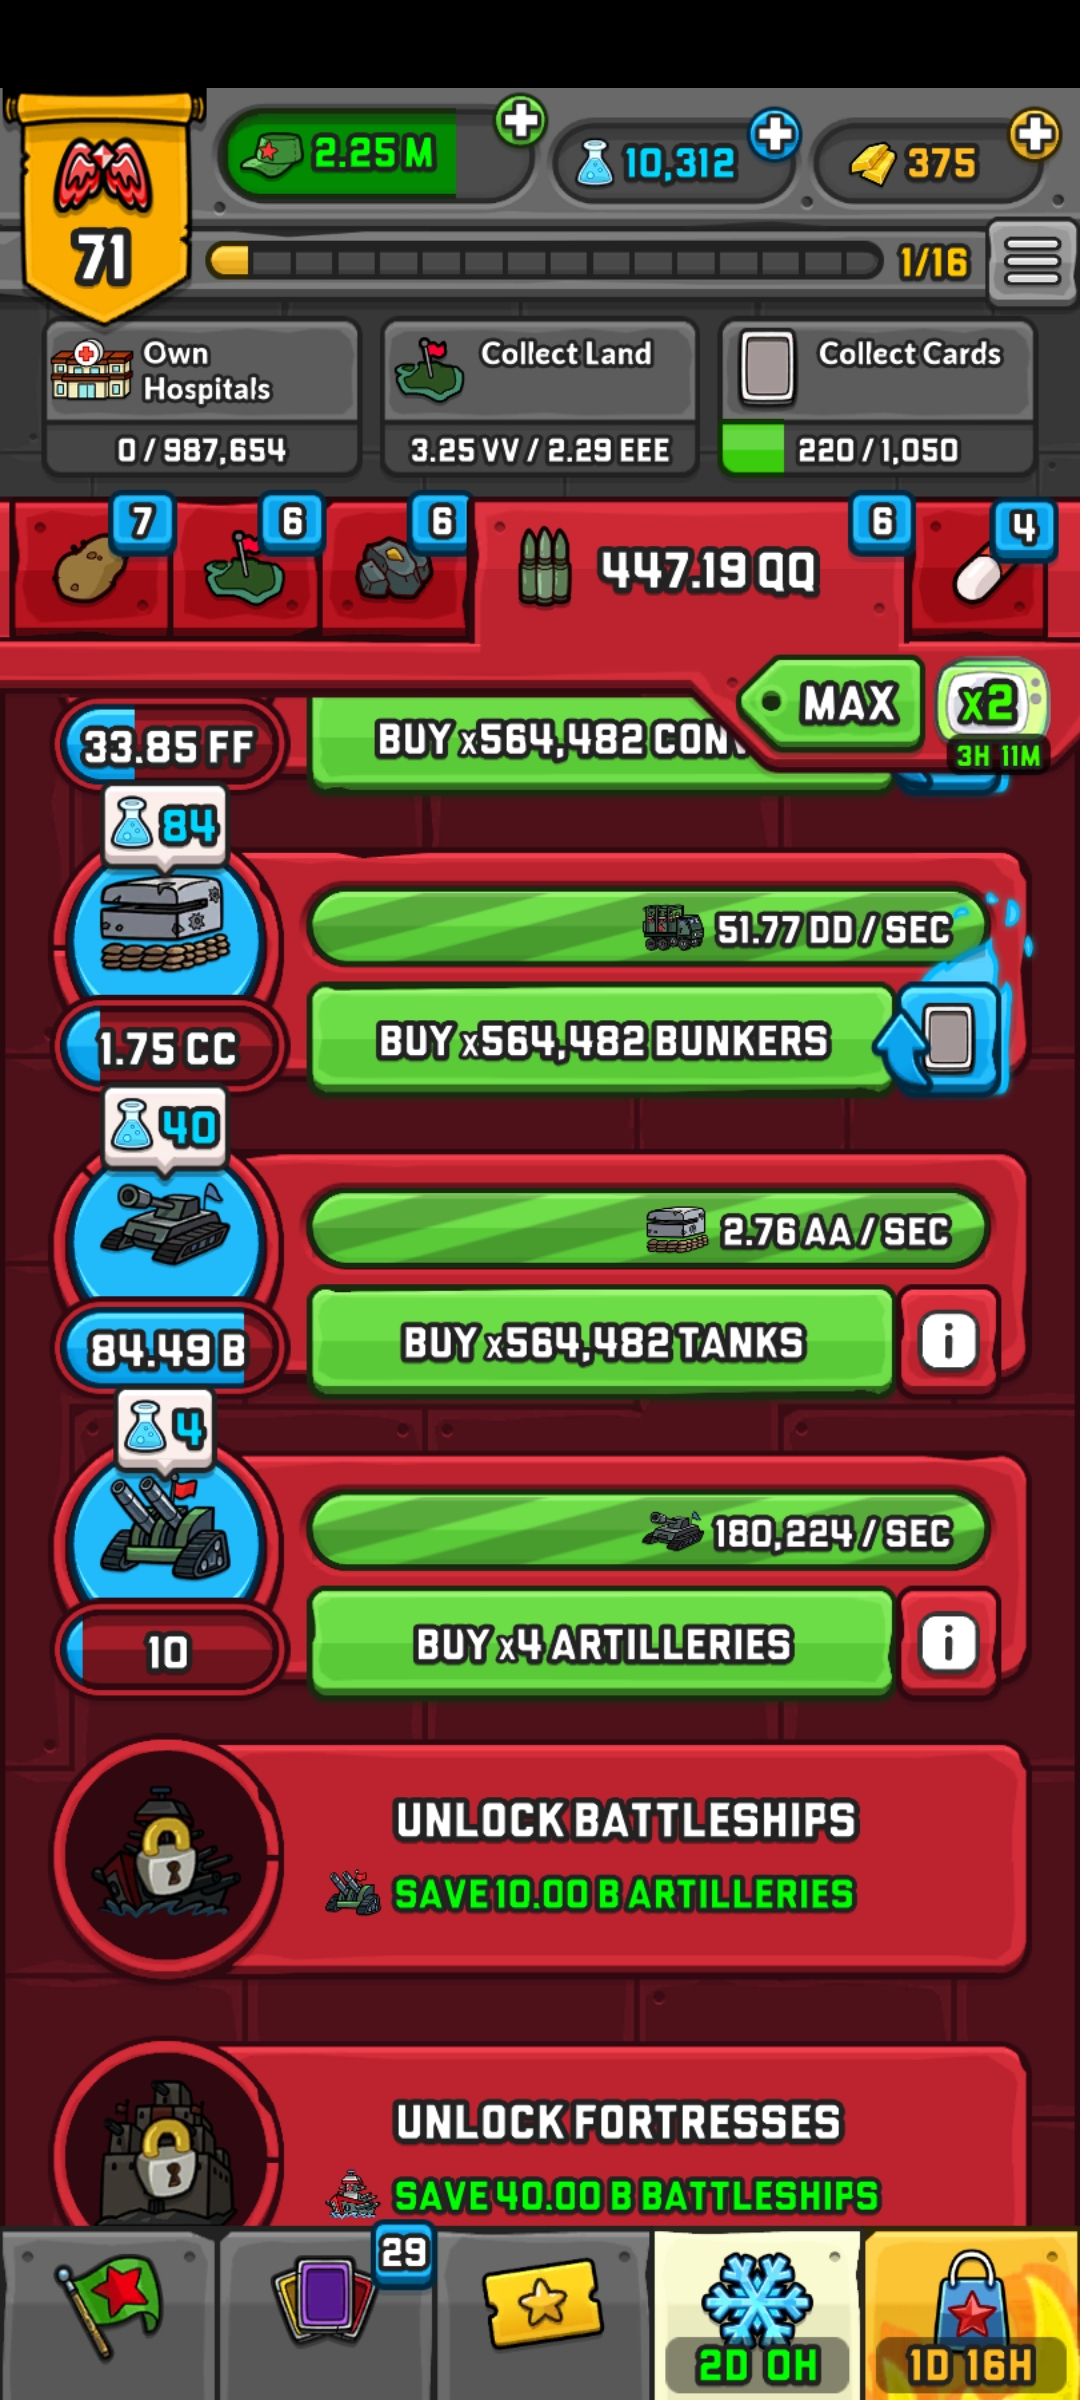 71
2.25 M
10,312
375
1/16
Own
Hospitals
0 / 987,654
Collect Land
3.25 VV / 2.29 EEE
Collect Cards
220 / 1,050
7
6
6
447.19 QQ
6
4
MAX
x2
3H 11M
33.85 FF
BUY x564,482 CON
84
51.77 DD / SEC
1.75 CC
BUY x564,482 BUNKERS
40
2.76 AA / SEC
84.49 B
BUY x564,482 TANKS
4
180,224 / SEC
10
BUY x4 ARTILLERIES
UNLOCK BATTLESHIPS
SAVE 10.00 B ARTILLERIES
UNLOCK FORTRESSES
SAVE 40.00 B BATTLESHIPS
29
2D 0H
1D 16H